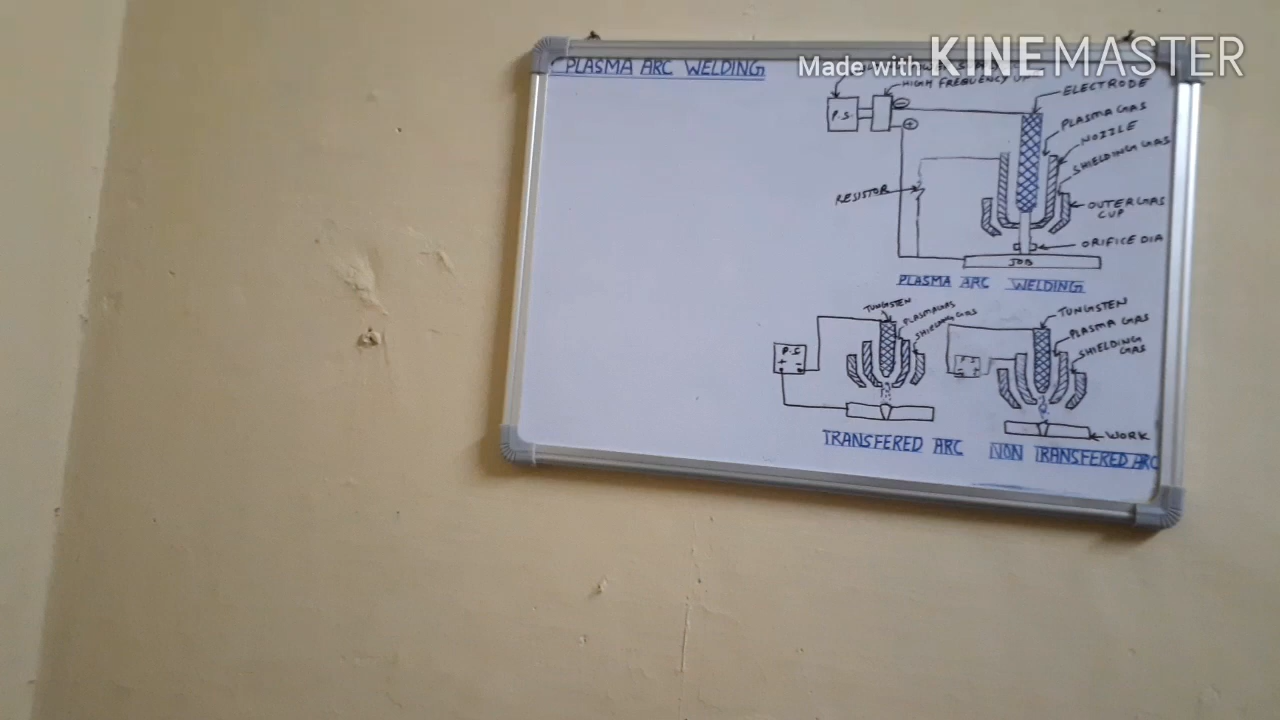 PLASMA ARC WELDING
Made with KINEMASTER
HIGH FREQUENCY
ELECTRODE
P.S.
PLASMA GAS
NOZZLE
SHIELDING GAS
RESISTOR
OUTER GAS
CUP
ORIFICE DIA
JOB
PLASMA ARC WELDING
TUNGSTEN
PLASMA GAS
SHIELDING GAS
P.S
+ -
TRANSFERED ARC
TUNGSTEN
PLASMA GAS
SHIELDING
GAS
WORK
NON TRANSFERED ARC